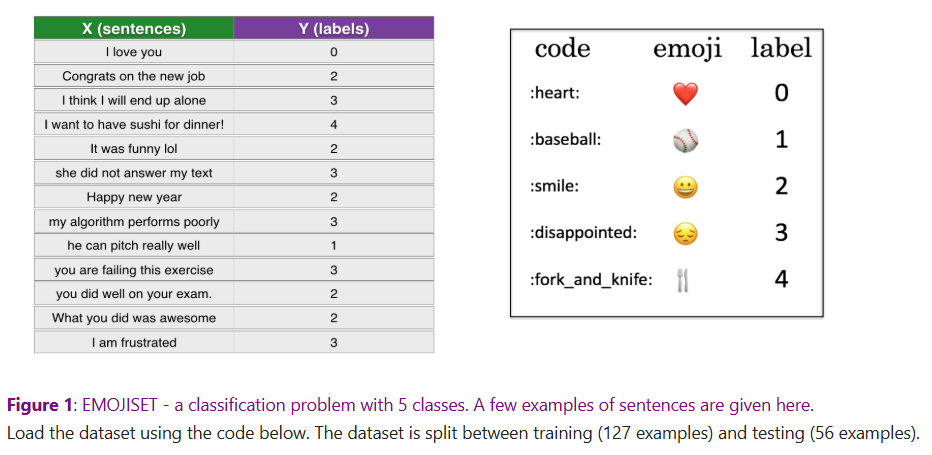 X (sentences) Y (labels)
I love you 0
Congrats on the new job 2
I think I will end up alone 3
I want to have sushi for dinner! 4
It was funny lol 2
she did not answer my text 3
Happy new year 2
my algorithm performs poorly 3
he can pitch really well 1
you are failing this exercise 3
you did well on your exam. 2
What you did was awesome 2
I am frustrated 3
code emoji label
:heart: ❤️ 0
:baseball: ⚾ 1
:smile: 😀 2
:disappointed: 😔 3
:fork_and_knife: 🍴 4
Figure 1: EMOJISET - a classification problem with 5 classes. A few examples of sentences are given here.
Load the dataset using the code below. The dataset is split between training (127 examples) and testing (56 examples).